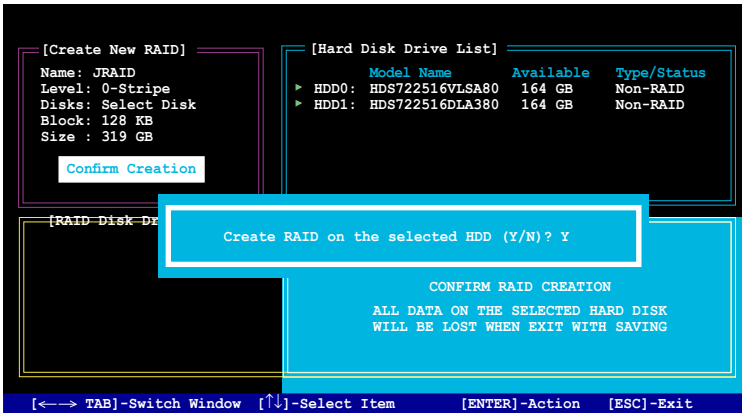 [Create New RAID]
Name: JRAID
Level: 0-Stripe
Disks: Select Disk
Block: 128 KB
Size : 319 GB
Confirm Creation
[Hard Disk Drive List]
Model Name Available Type/Status
HDD0: HDS722516VLSA80 164 GB Non-RAID
HDD1: HDS722516DLA380 164 GB Non-RAID
[RAID Disk Dr
Create RAID on the selected HDD (Y/N)? Y
CONFIRM RAID CREATION
ALL DATA ON THE SELECTED HARD DISK
WILL BE LOST WHEN EXIT WITH SAVING
[←→ TAB]-Switch Window [↑↓]-Select Item [ENTER]-Action [ESC]-Exit